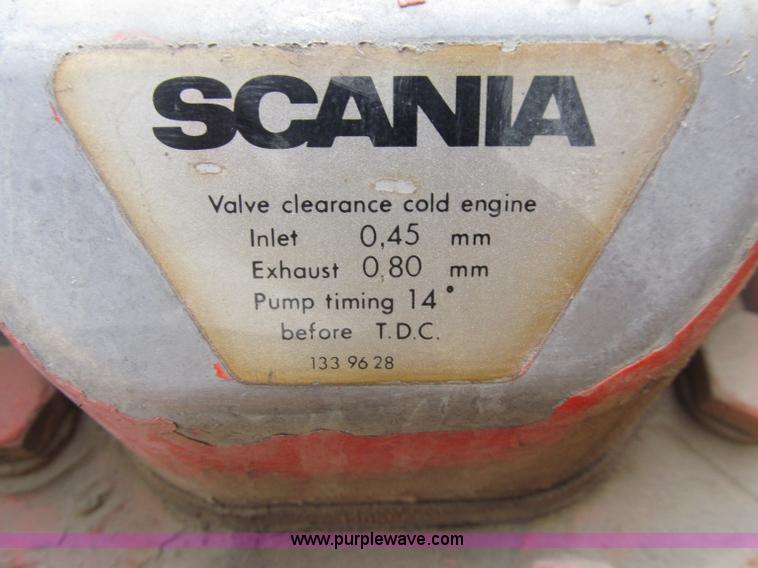 SCANIA
Valve clearance cold engine
Inlet 0,45 mm
Exhaust 0,80 mm
Pump timing 14°
before T.D.C.
133 96 28
www.purplewave.com